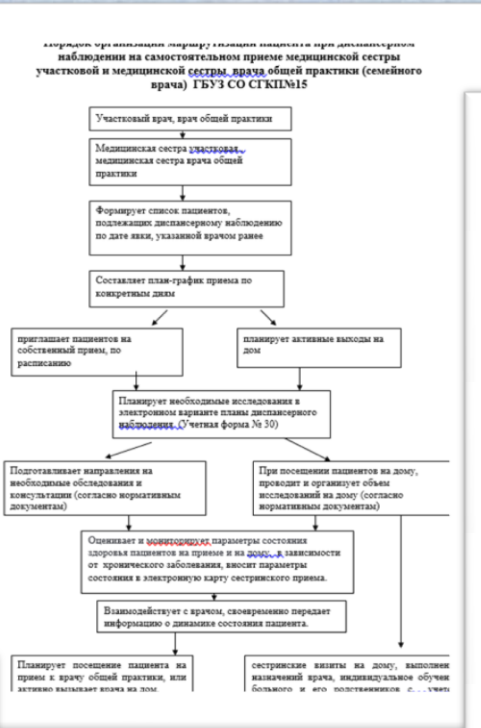 Порядок организации маршрутизации пациента при диспансерном
наблюдении на самостоятельном приеме медицинской сестры
участковой и медицинской сестры врача общей практики (семейного
врача) ГБУЗ СО СГКП№15
Участковый врач, врач общей практики
Медицинская сестра участковая,
медицинская сестра врача общей
практики
Формирует список пациентов,
подлежащих диспансерному наблюдению
по дате явки, указанной врачом ранее
Составляет план-график приема по
конкретным дням
приглашает пациентов на
собственный прием, по
расписанию
планирует активные выходы на
дом
Планирует необходимые исследования в
электронном варианте планы диспансерного
наблюдения. (Учетная форма № 30)
Подготавливает направления на
необходимые обследования и
консультации (согласно нормативным
документам)
При посещении пациентов на дому,
проводит и организует объем
исследований на дому (согласно
нормативным документам)
Оценивает и мониторирует параметры состояния
здоровья пациентов на приеме и на дому, в зависимости
от хронического заболевания, вносит параметры
состояния в электронную карту сестринского приема.
Взаимодействует с врачом, своевременно передает
информацию о динамике состояния пациента.
Планирует посещение пациента на
прием к врачу общей практики, или
активно вызывает врача на дом
сестринские визиты на дому, выполнен
назначений врача, индивидуальное обучен
больного и его родственников с учет